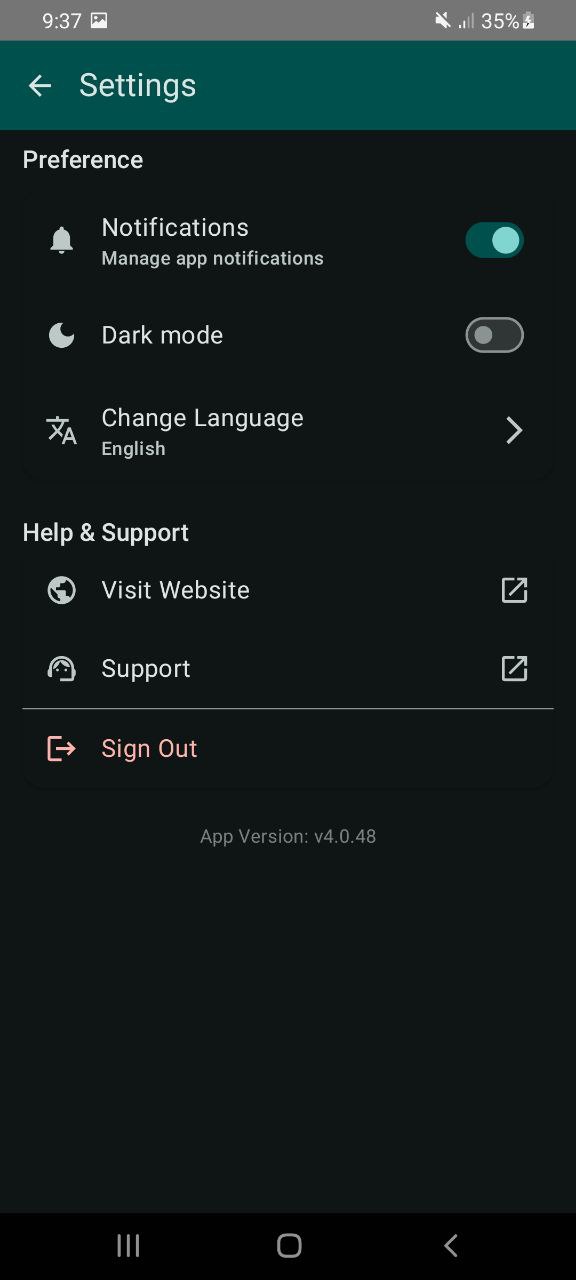 9:37 35%
Settings
Preference
Notifications
Manage app notifications
Dark mode
Change Language
English
Help & Support
Visit Website
Support
Sign Out
App Version: v4.0.48